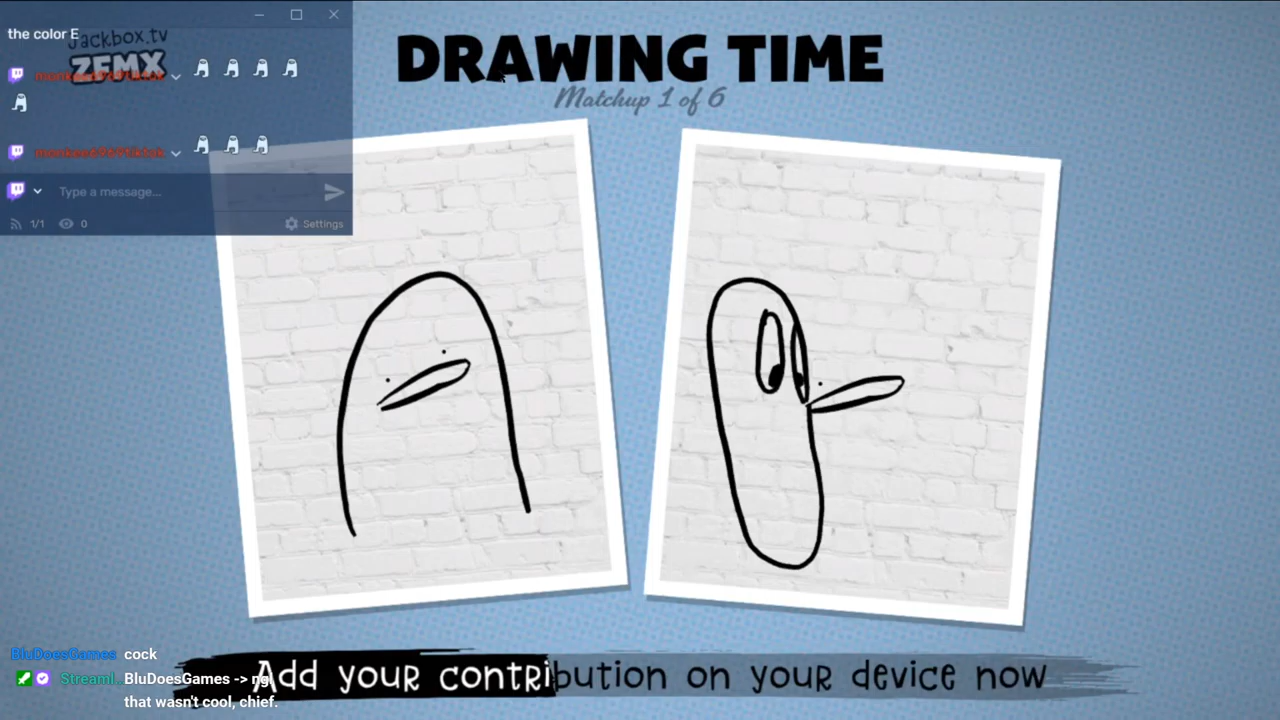 the color E
Jackbox.tv
ZFMX
DRAWING TIME
Matchup 1 of 6
Type a message...
1/1 0
Settings
BluDoesGames cock
Streaml.. BluDoesGames -> ng,
that wasn't cool, chief.
Add your contribution on your device now